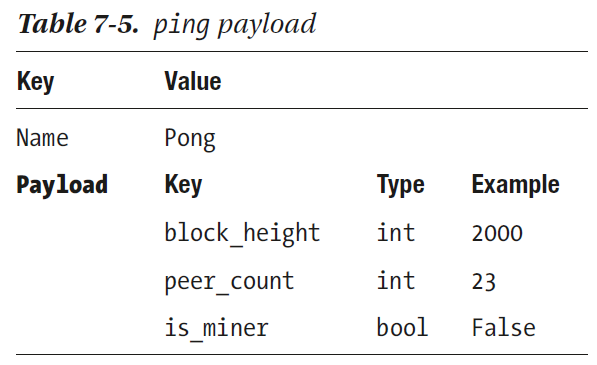 Table 7-5. ping payload
Key Value
Name Pong
Payload Key Type Example
block_height int 2000
peer_count int 23
is_miner bool False